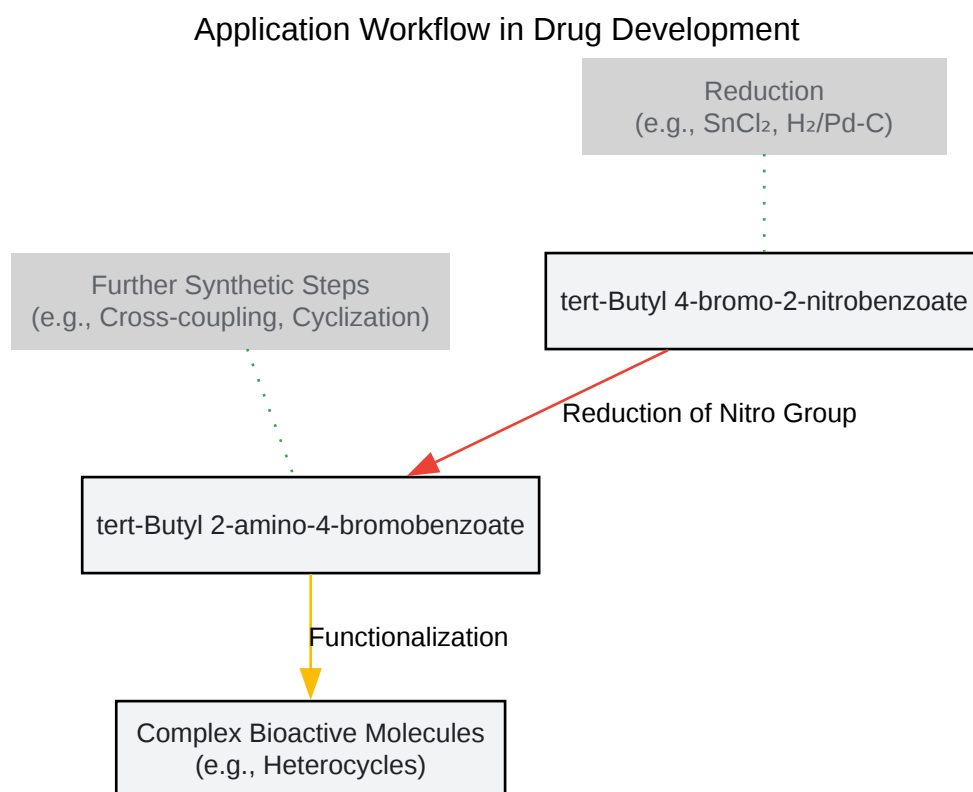 Application Workflow in Drug Development
Reduction
(e.g., SnCl₂, H₂/Pd-C)
Further Synthetic Steps
(e.g., Cross-coupling, Cyclization)
tert-Butyl 4-bromo-2-nitrobenzoate
Reduction of Nitro Group
tert-Butyl 2-amino-4-bromobenzoate
Functionalization
Complex Bioactive Molecules
(e.g., Heterocycles)